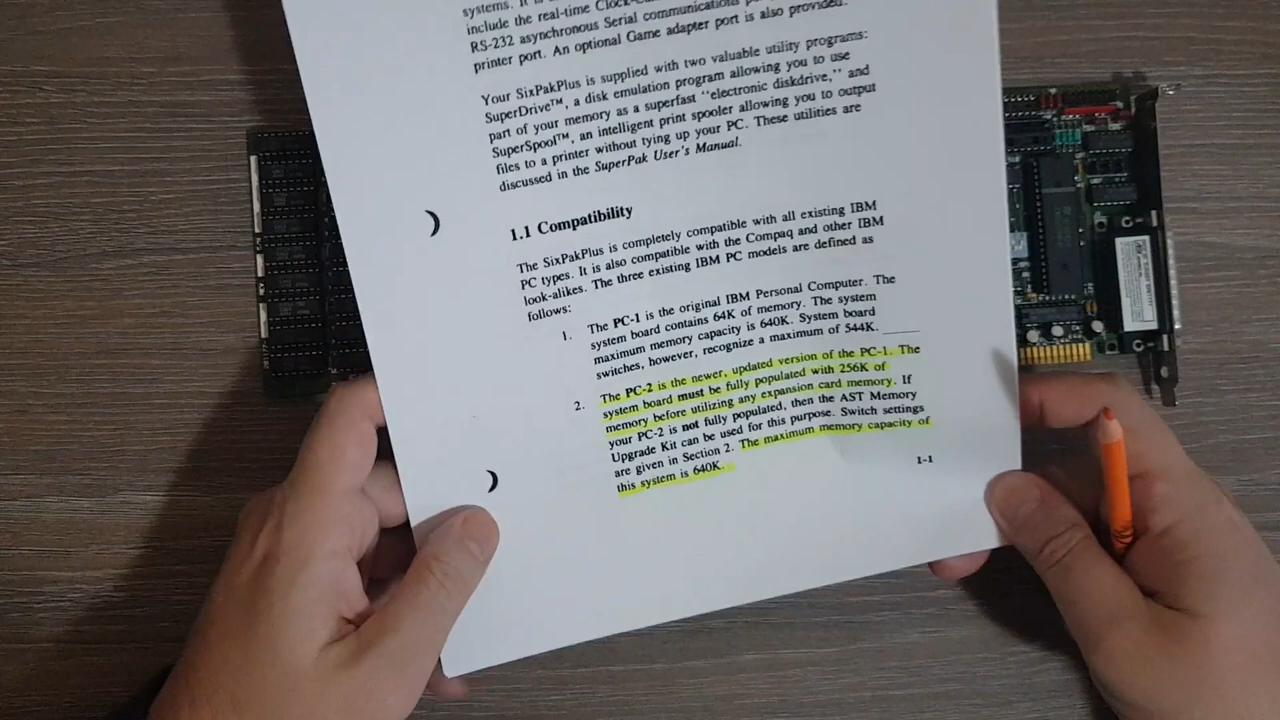 systems. It is
include the real-time Clock-
RS-232 asynchronous Serial communications
printer port. An optional Game adapter port is also provided.
Your SixPakPlus is supplied with two valuable utility programs:
SuperDrive™, a disk emulation program allowing you to use
part of your memory as a superfast "electronic diskdrive," and
SuperSpool™, an intelligent print spooler allowing you to output
files to a printer without tying up your PC. These utilities are
discussed in the SuperPak User's Manual.
1.1 Compatibility
The SixPakPlus is completely compatible with all existing IBM
PC types. It is also compatible with the Compaq and other IBM
look-alikes. The three existing IBM PC models are defined as
follows:
1. The PC-1 is the original IBM Personal Computer. The
system board contains 64K of memory. The system
maximum memory capacity is 640K. System board
switches, however, recognize a maximum of 544K.
2. The PC-2 is the newer, updated version of the PC-1. The
system board must be fully populated with 256K of
memory before utilizing any expansion card memory. If
your PC-2 is not fully populated, then the AST Memory
Upgrade Kit can be used for this purpose. Switch settings
are given in Section 2. The maximum memory capacity of
this system is 640K.
1-1